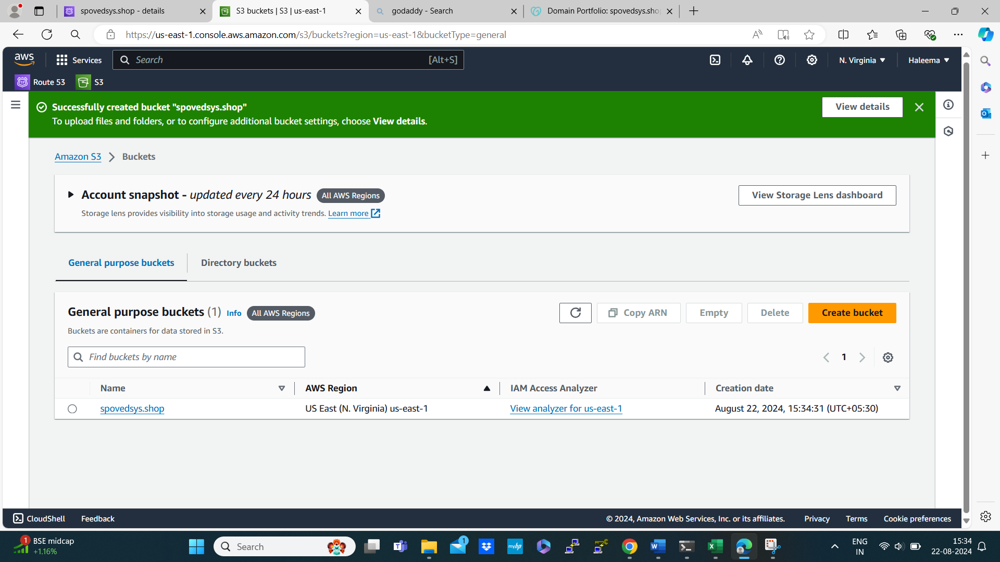 spovedsys.shop - details
S3 buckets | S3 | us-east-1
godaddy - Search
Domain Portfolio: spovedsys.sho
https://us-east-1.console.aws.amazon.com/s3/buckets?region=us-east-1&bucketType=general
aws
Services
Search
[Alt+S]
N. Virginia
Haleema
Route 53
S3
Successfully created bucket "spovedsys.shop"
To upload files and folders, or to configure additional bucket settings, choose View details.
View details
Amazon S3
Buckets
Account snapshot - updated every 24 hours
All AWS Regions
Storage lens provides visibility into storage usage and activity trends. Learn more
View Storage Lens dashboard
General purpose buckets
Directory buckets
General purpose buckets (1) Info
All AWS Regions
Buckets are containers for data stored in S3.
Copy ARN
Empty
Delete
Create bucket
Find buckets by name
1
Name
AWS Region
IAM Access Analyzer
Creation date
spovedsys.shop
US East (N. Virginia) us-east-1
View analyzer for us-east-1
August 22, 2024, 15:34:31 (UTC+05:30)
CloudShell
Feedback
© 2024, Amazon Web Services, Inc. or its affiliates.
Privacy
Terms
Cookie preferences
1
BSE midcap
+1.16%
Search
1
myhp
ENG
IN
15:34
22-08-2024